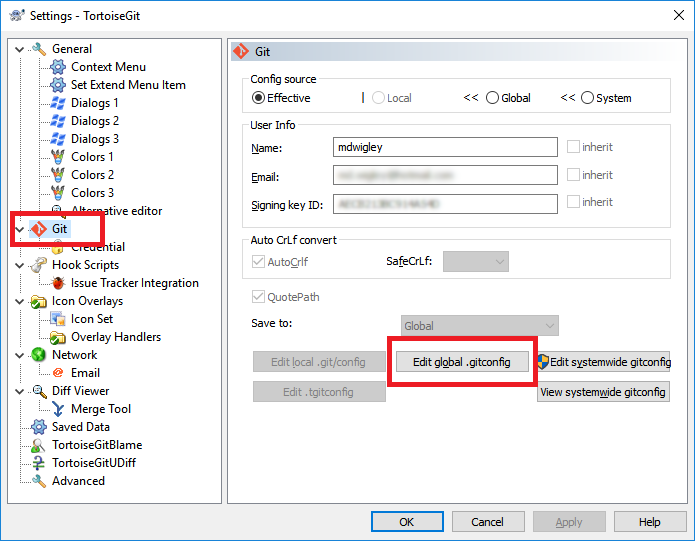 Settings - TortoiseGit
General
Context Menu
Set Extend Menu Item
Dialogs 1
Dialogs 2
Dialogs 3
Colors 1
Colors 2
Colors 3
Alternative editor
Git
Credential
Hook Scripts
Issue Tracker Integration
Icon Overlays
Icon Set
Overlay Handlers
Network
Email
Diff Viewer
Merge Tool
Saved Data
TortoiseGitBlame
TortoiseGitUDiff
Advanced
Git
Config source
Effective | Local << Global << System
User Info
Name: mdwigley inherit
Email: inherit
Signing key ID: inherit
Auto CrLf convert
AutoCrlf SafeCrLf:
QuotePath
Save to: Global
Edit local .git/config Edit global .gitconfig Edit systemwide gitconfig
Edit .tgitconfig View systemwide gitconfig
OK Cancel Apply Help